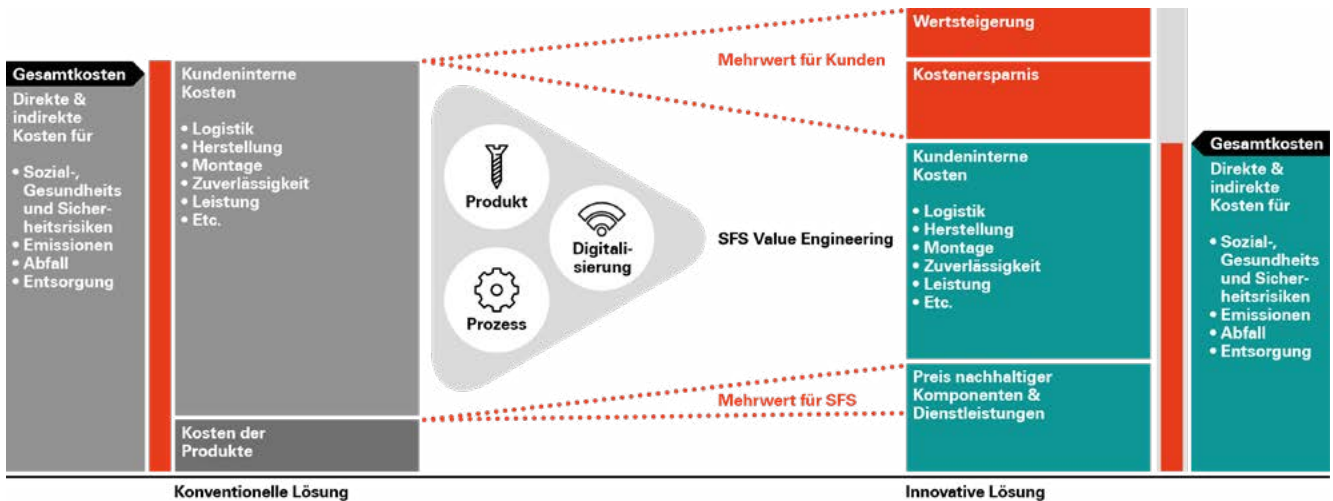 Gesamtkosten
Direkte &
indirekte
Kosten für
• Sozial-,
Gesundheits
und Sicher-
heitsrisiken
• Emissionen
• Abfall
• Entsorgung
Kundeninterne
Kosten
• Logistik
• Herstellung
• Montage
• Zuverlässigkeit
• Leistung
• Etc.
Kosten der
Produkte
Konventionelle Lösung
Produkt
Digitali-
sierung
Prozess
Mehrwert für Kunden
SFS Value Engineering
Mehrwert für SFS
Wertsteigerung
Kostenersparnis
Kundeninterne
Kosten
• Logistik
• Herstellung
• Montage
• Zuverlässigkeit
• Leistung
• Etc.
Preis nachhaltiger
Komponenten &
Dienstleistungen
Innovative Lösung
Gesamtkosten
Direkte &
indirekte
Kosten für
• Sozial-,
Gesundheits
und Sicher-
heitsrisiken
• Emissionen
• Abfall
• Entsorgung